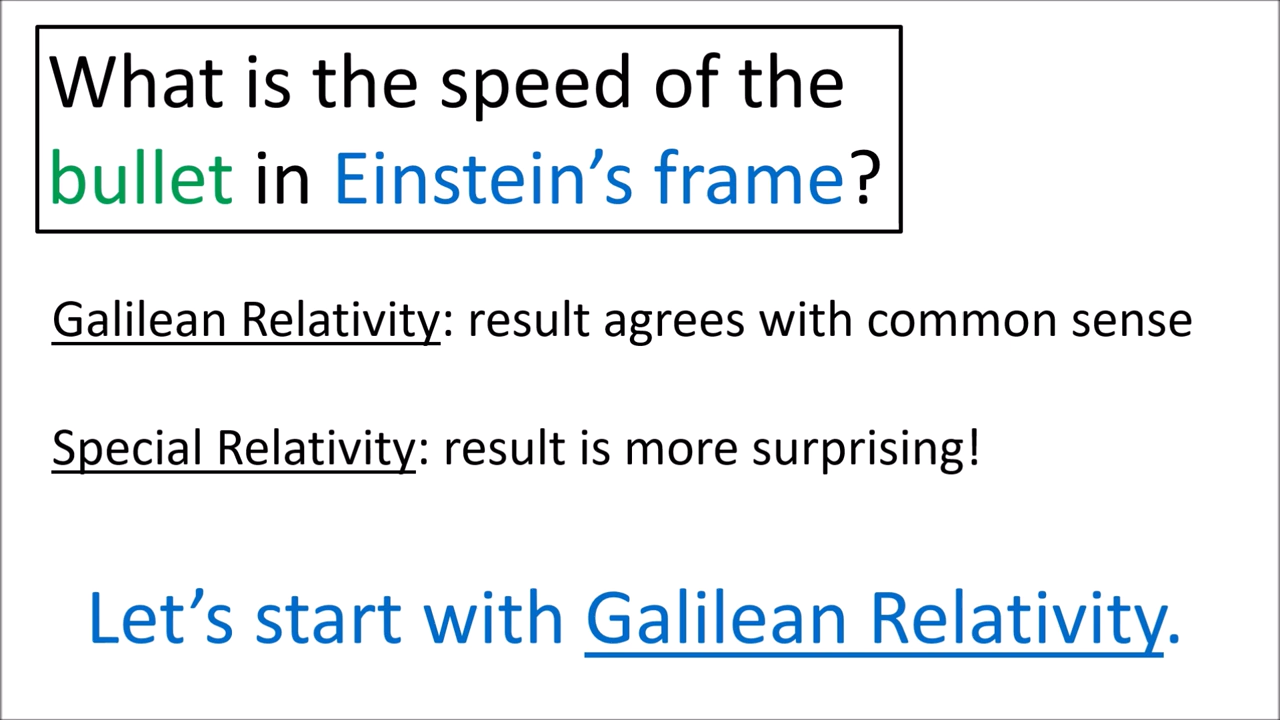 What is the speed of the
bullet in Einstein’s frame?
Galilean Relativity: result agrees with common sense
Special Relativity: result is more surprising!
Let’s start with Galilean Relativity.